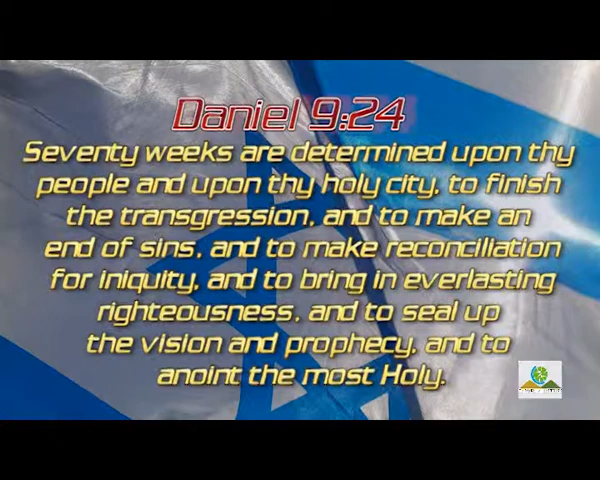 Daniel 9:24
Seventy weeks are determined upon thy
people and upon thy holy city, to finish
the transgression, and to make an
end of sins, and to make reconciliation
for iniquity, and to bring in everlasting
righteousness, and to seal up
the vision and prophecy, and to
anoint the most Holy.